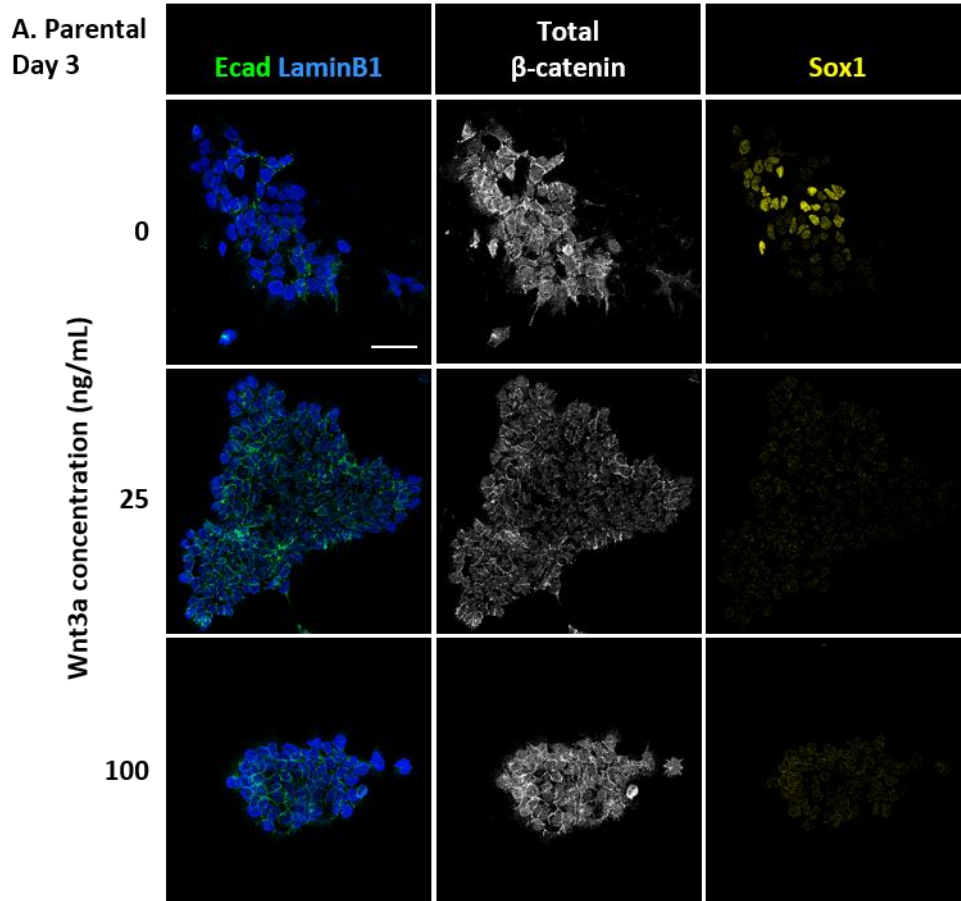 A. Parental
Day 3
Ecad LaminB1
Total
β-catenin
Sox1
Wnt3a concentration (ng/mL)
0
25
100